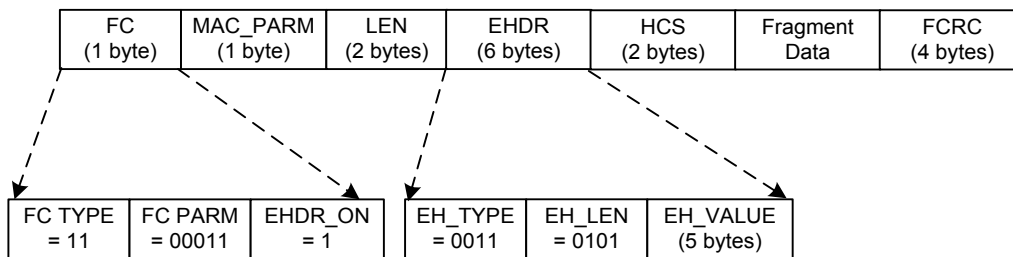 FC MAC_PARM LEN EHDR HCS Fragment FCRC
(1 byte) (1 byte) (2 bytes) (6 bytes) (2 bytes) Data (4 bytes)
FC TYPE FC PARM EHDR_ON EH_TYPE EH_LEN EH_VALUE
= 11 = 00011 = 1 = 0011 = 0101 (5 bytes)